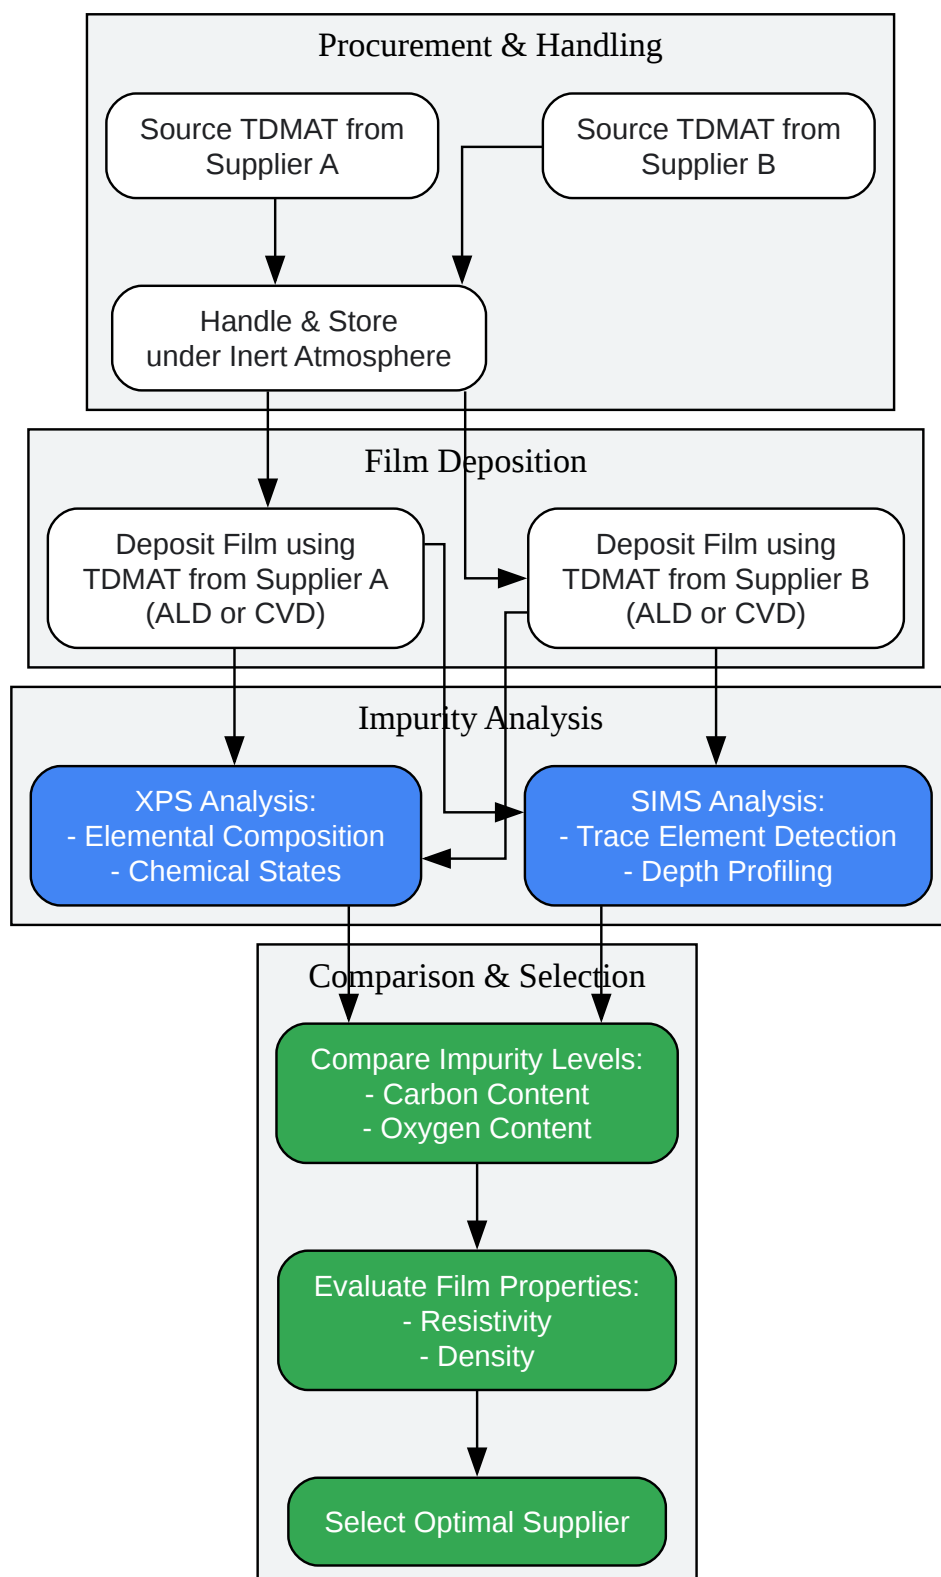 Procurement & Handling
Source TDMAT from
Supplier A
Source TDMAT from
Supplier B
Handle & Store
under Inert Atmosphere
Film Deposition
Deposit Film using
TDMAT from Supplier A
(ALD or CVD)
Deposit Film using
TDMAT from Supplier B
(ALD or CVD)
Impurity Analysis
XPS Analysis:
- Elemental Composition
- Chemical States
SIMS Analysis:
- Trace Element Detection
- Depth Profiling
Comparison & Selection
Compare Impurity Levels:
- Carbon Content
- Oxygen Content
Evaluate Film Properties:
- Resistivity
- Density
Select Optimal Supplier